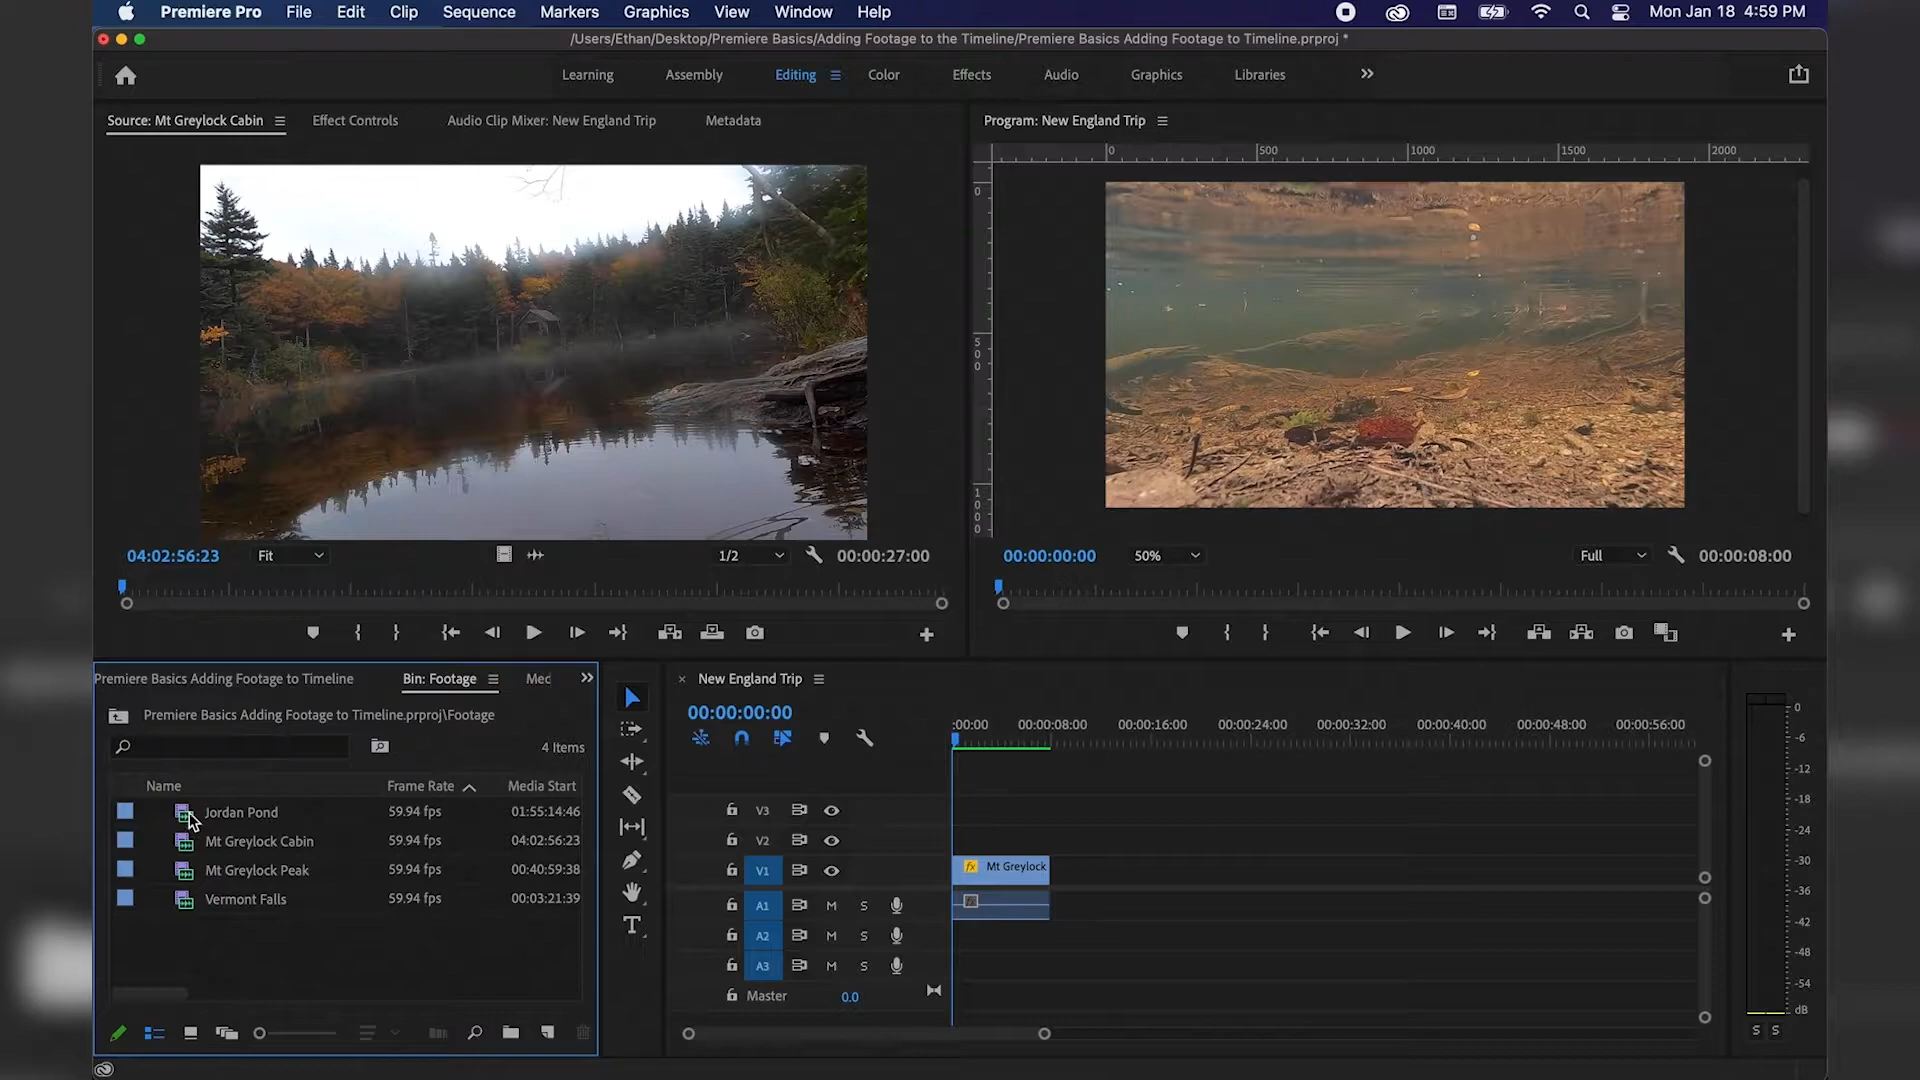 Premiere Pro File Edit Clip Sequence Markers Graphics View Window Help Mon Jan 18 4:59 PM
/Users/Ethan/Desktop/Premiere Basics/Adding Footage to the Timeline/Premiere Basics Adding Footage to Timeline.prproj *
Learning Assembly Editing Color Effects Audio Graphics Libraries
Source: Mt Greylock Cabin Effect Controls Audio Clip Mixer: New England Trip Metadata
Program: New England Trip
0 500 1000 1500 2000
0
500
1000
04:02:56:23 Fit 1/2 00:00:27:00
00:00:00:00 50% Full 00:00:08:00
Premiere Basics Adding Footage to Timeline Bin: Footage Med
Premiere Basics Adding Footage to Timeline.prproj\Footage
4 Items
Name Frame Rate Media Start
Jordan Pond 59.94 fps 01:55:14:46
Mt Greylock Cabin 59.94 fps 04:02:56:23
Mt Greylock Peak 59.94 fps 00:40:59:38
Vermont Falls 59.94 fps 00:03:21:39
× New England Trip
00:00:00:00
:00:00 00:00:08:00 00:00:16:00 00:00:24:00 00:00:32:00 00:00:40:00 00:00:48:00 00:00:56:00
V3
V2
V1 fx Mt Greylock
A1 M S fx
A2 M S
A3 M S
Master 0.0
0
-6
-12
-18
-24
-30
-36
-42
-48
-54
dB
S S